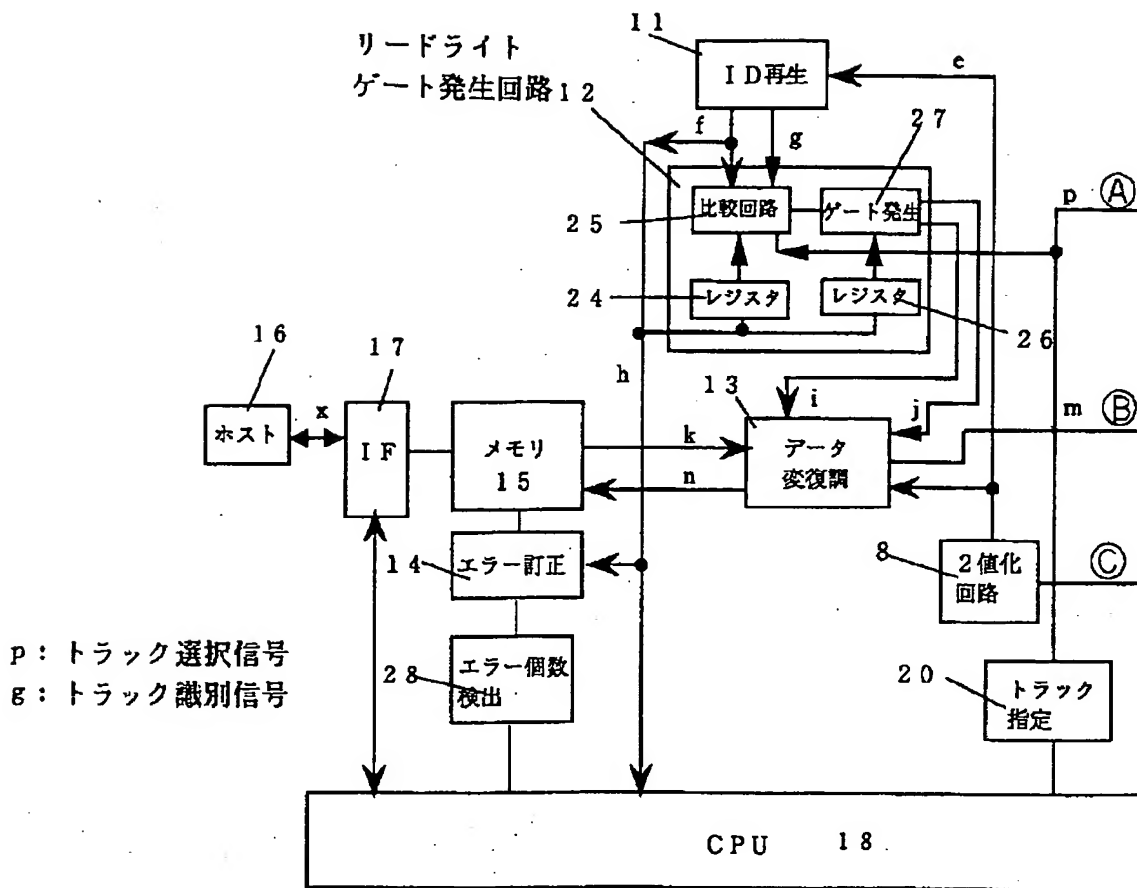 11
リードライト
ゲート発生回路12
ID再生
e
f
g
27
p Ⓐ
25
比較回路
ゲート発生
24
レジスタ
レジスタ
26
16
17
h
13
i
j
m Ⓑ
ホスト
x
IF
メモリ
15
k
n
データ
変復調
14
エラー訂正
8
2値化
回路
Ⓒ
p:トラック選択信号
g:トラック識別信号
28
エラー個数
検出
20
トラック
指定
CPU 18